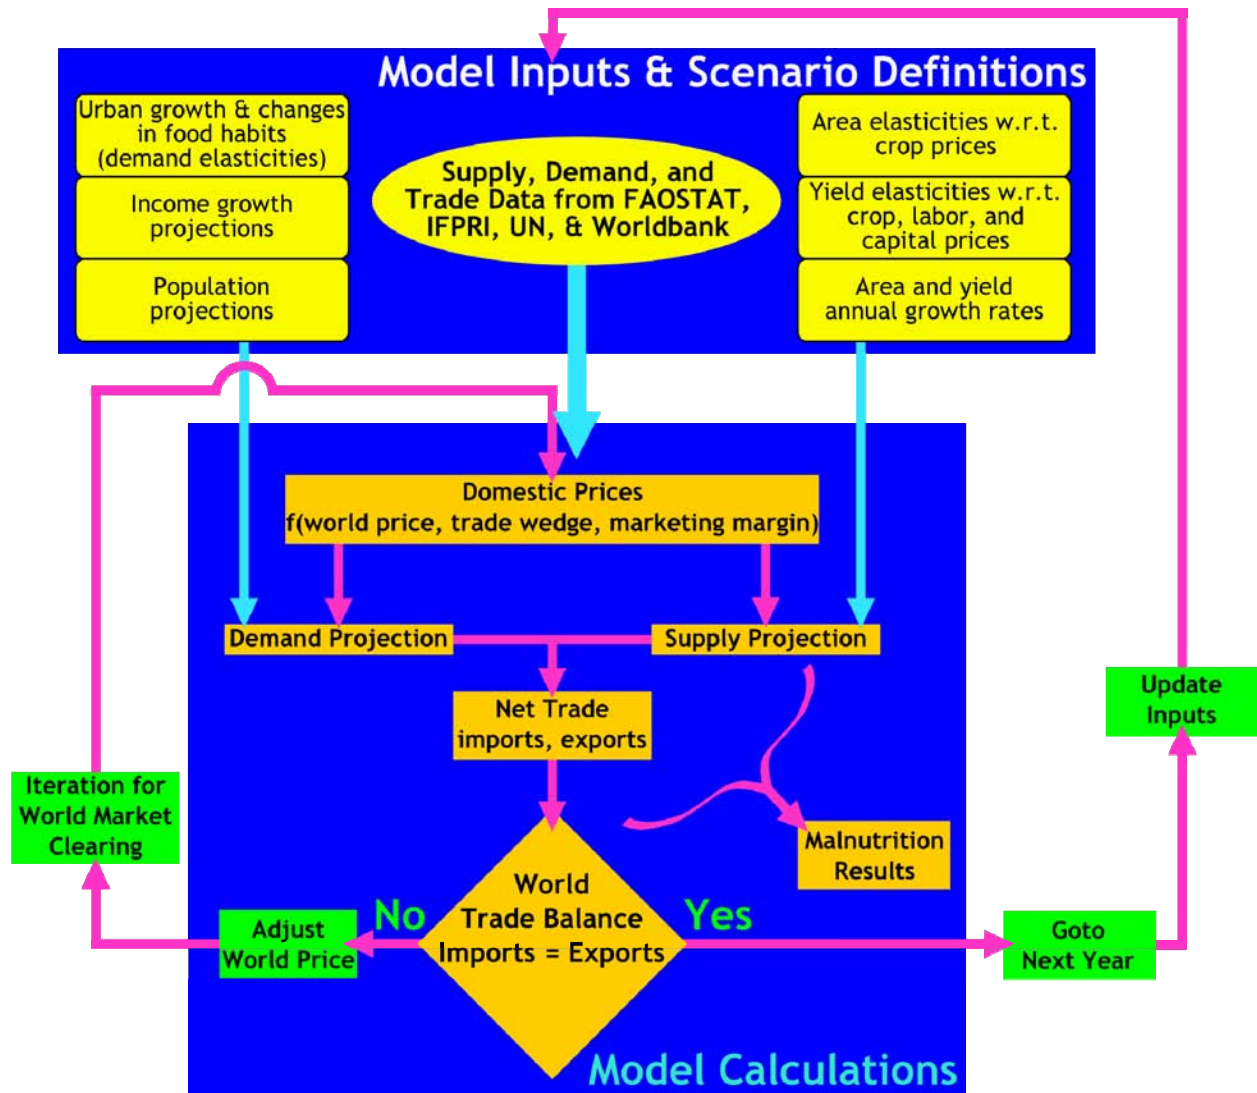 Model Inputs & Scenario Definitions
Urban growth & changes
in food habits
(demand elasticities)
Income growth
projections
Population
projections
Supply, Demand, and
Trade Data from FAOSTAT,
IFPRI, UN, & Worldbank
Area elasticities w.r.t.
crop prices
Yield elasticities w.r.t.
crop, labor, and
capital prices
Area and yield
annual growth rates
Domestic Prices
f(world price, trade wedge, marketing margin)
Demand Projection
Supply Projection
Net Trade
imports, exports
Update
Inputs
Iteration for
World Market
Clearing
Malnutrition
Results
World
Trade Balance
Imports = Exports
No
Yes
Adjust
World Price
Goto
Next Year
Model Calculations